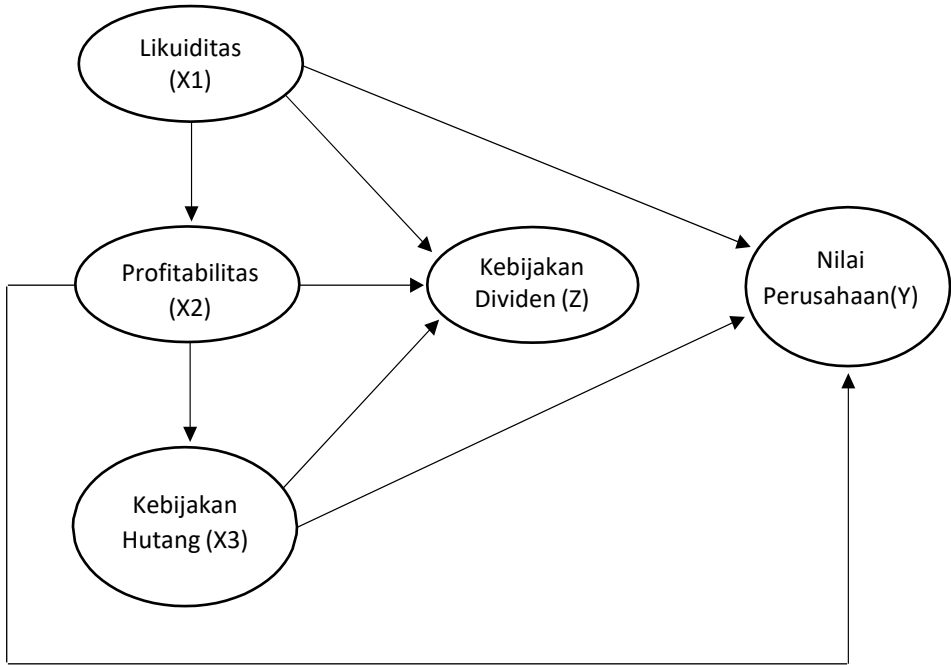 Likuiditas
(X1)
Profitabilitas
(X2)
Kebijakan
Dividen (Z)
Nilai
Perusahaan(Y)
Kebijakan
Hutang (X3)